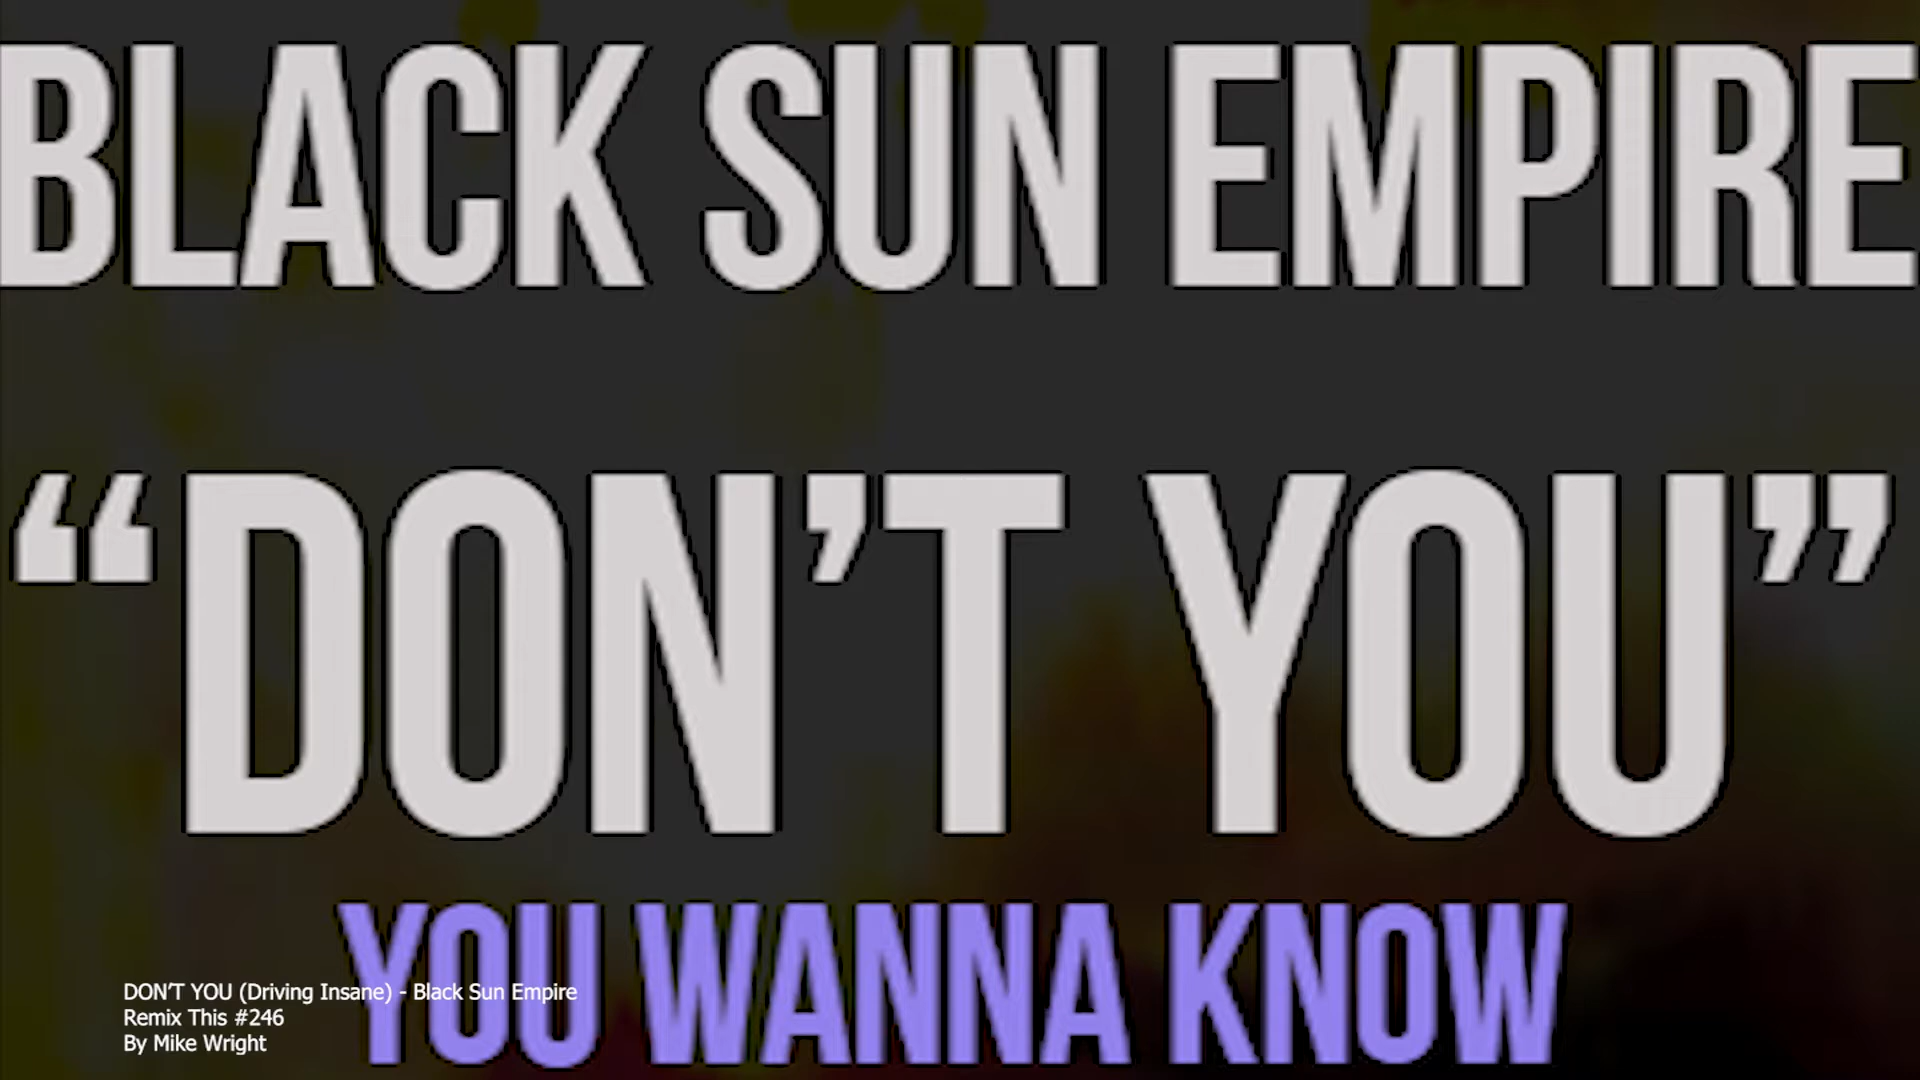 BLACK SUN EMPIRE
“DON’T YOU”
YOU WANNA KNOW
DON’T YOU (Driving Insane) - Black Sun Empire
Remix This #246
By Mike Wright